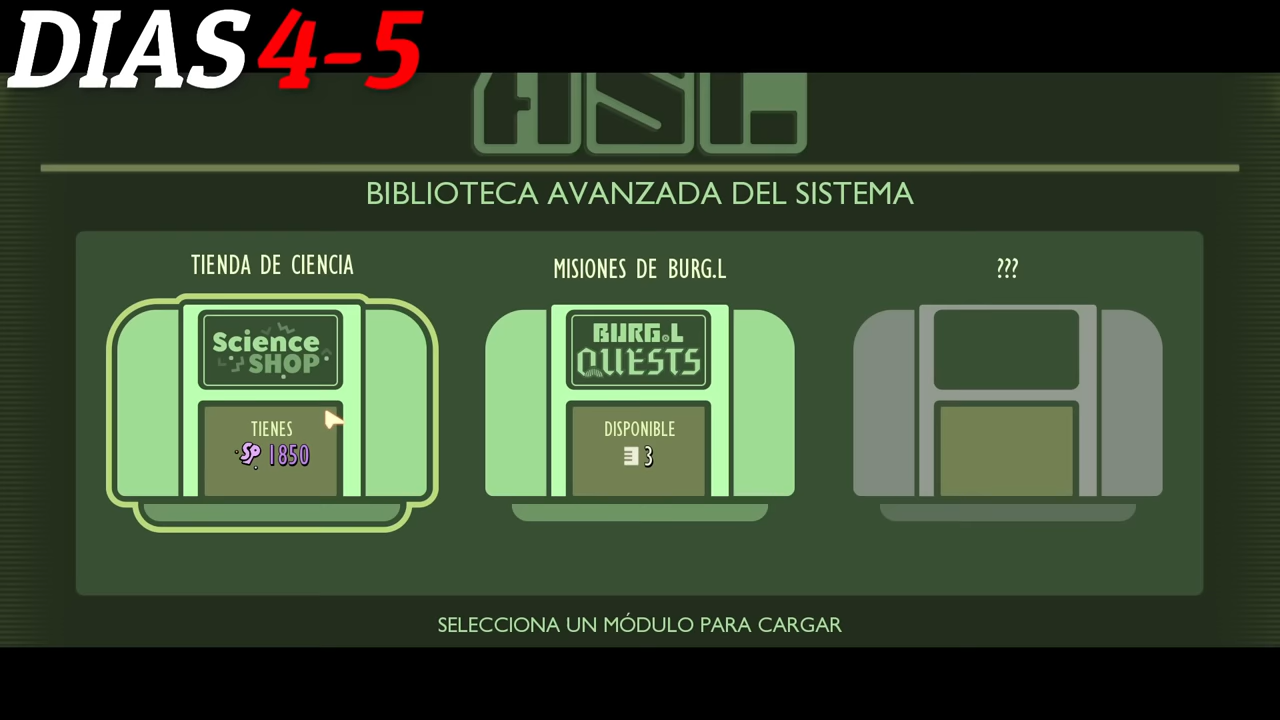 DIAS 4-5
ASL
BIBLIOTECA AVANZADA DEL SISTEMA
TIENDA DE CIENCIA
MISIONES DE BURG.L
???
Science
SHOP
BURG.L
QUESTS
TIENES
SP 1850
DISPONIBLE
3
SELECCIONA UN MÓDULO PARA CARGAR